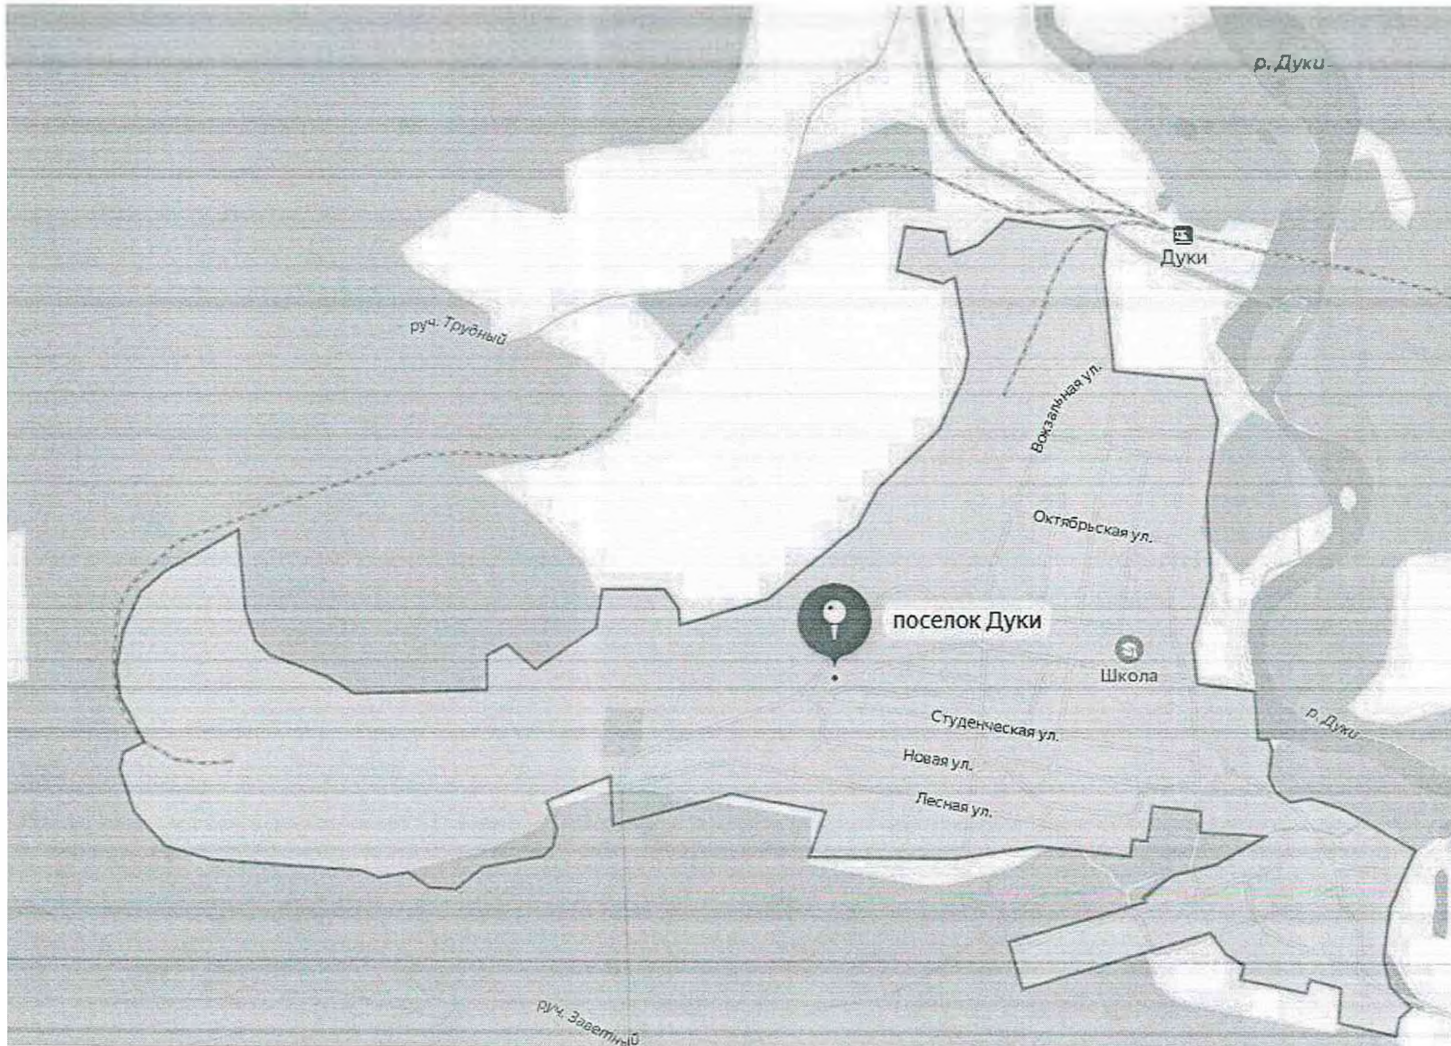 р. Дуки
Дуки
руч. Трудный
Вокзальная ул.
Октябрьская ул.
поселок Дуки
Школа
Студенческая ул.
р. Дуки
Новая ул.
Лесная ул.
руч. Заветный